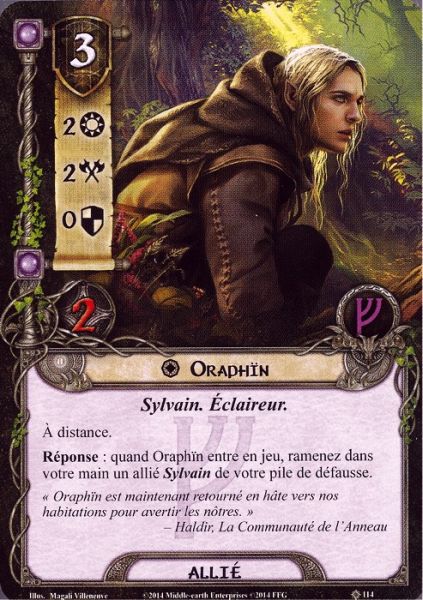 3
2
2
0
2
Oraphïn
Sylvain. Éclaireur.
À distance.
Réponse : quand Oraphïn entre en jeu, ramenez dans
votre main un allié Sylvain de votre pile de défausse.
« Oraphïn est maintenant retourné en hâte vers nos
habitations pour avertir les nôtres. »
– Haldir, La Communauté de l'Anneau
ALLIÉ
Illus. Magali Villeneuve ©2014 Middle-earth Enterprises ©2014 FFG 114